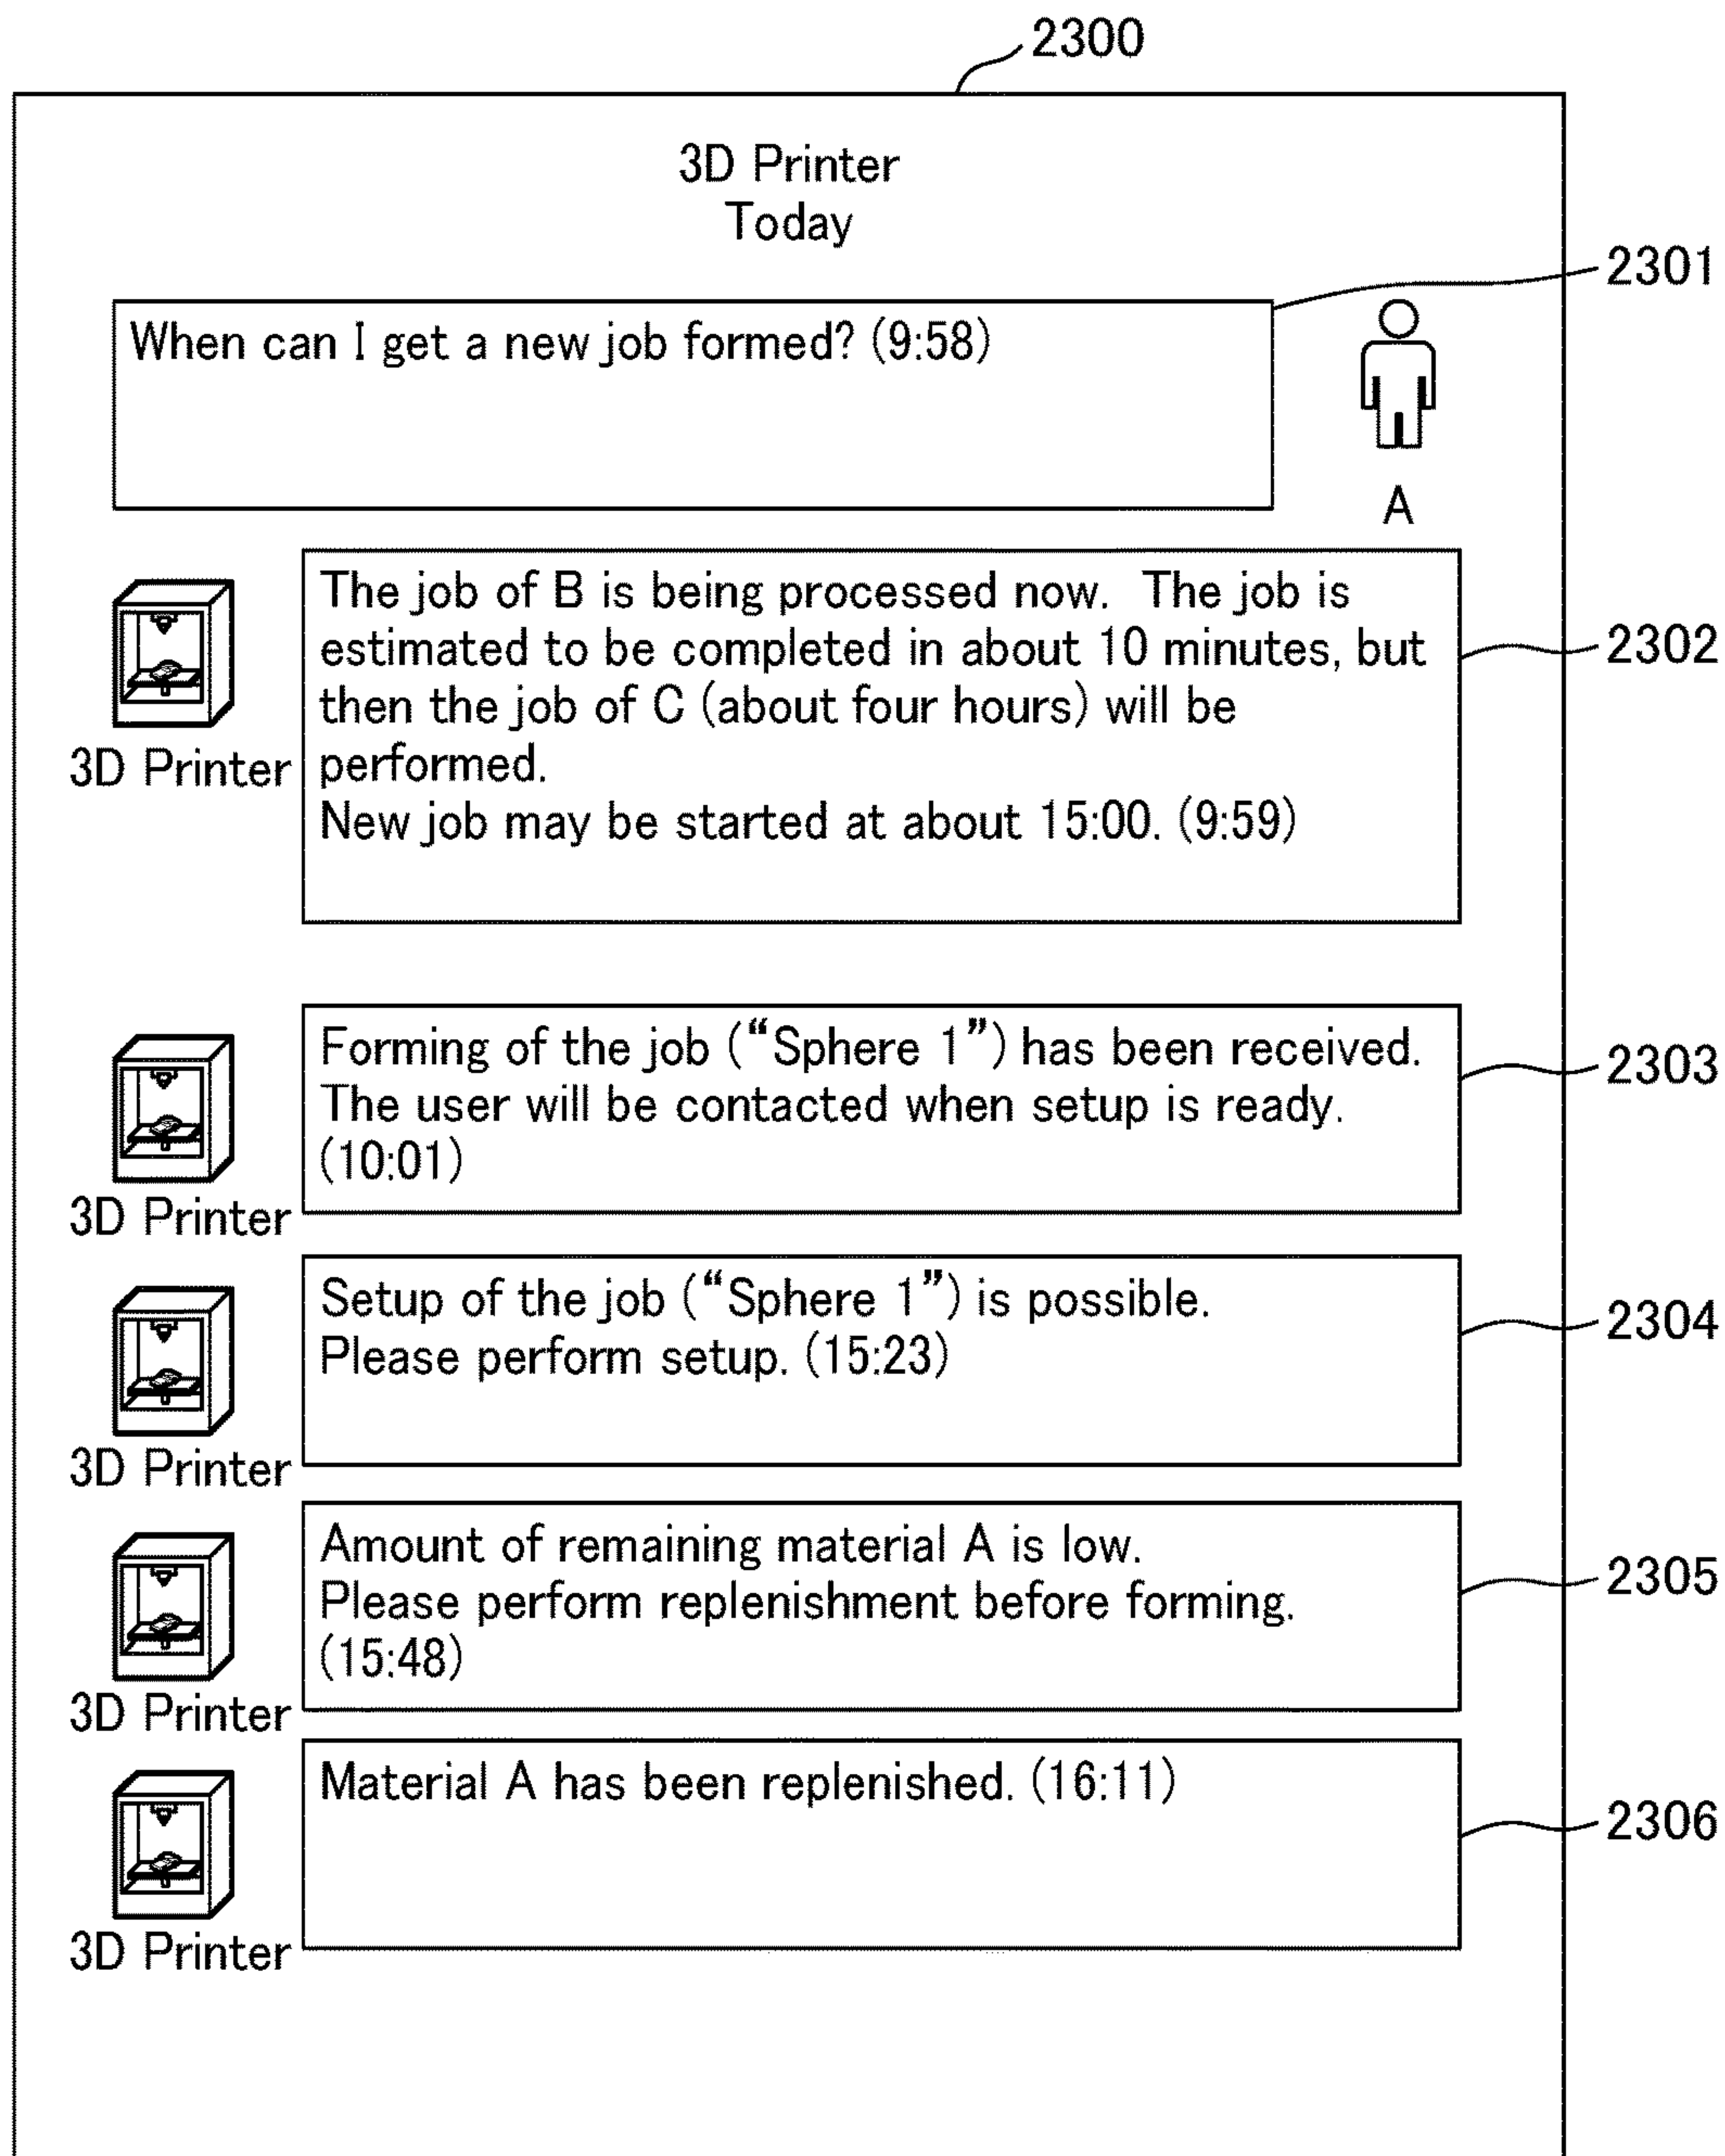 2300
3D Printer
Today
2301
When can I get a new job formed? (9:58)
A
The job of B is being processed now. The job is
estimated to be completed in about 10 minutes, but
then the job of C (about four hours) will be
performed.
New job may be started at about 15:00. (9:59)
2302
3D Printer
Forming of the job (“Sphere 1”) has been received.
The user will be contacted when setup is ready.
(10:01)
2303
3D Printer
Setup of the job (“Sphere 1”) is possible.
Please perform setup. (15:23)
2304
3D Printer
Amount of remaining material A is low.
Please perform replenishment before forming.
(15:48)
2305
3D Printer
Material A has been replenished. (16:11)
2306
3D Printer